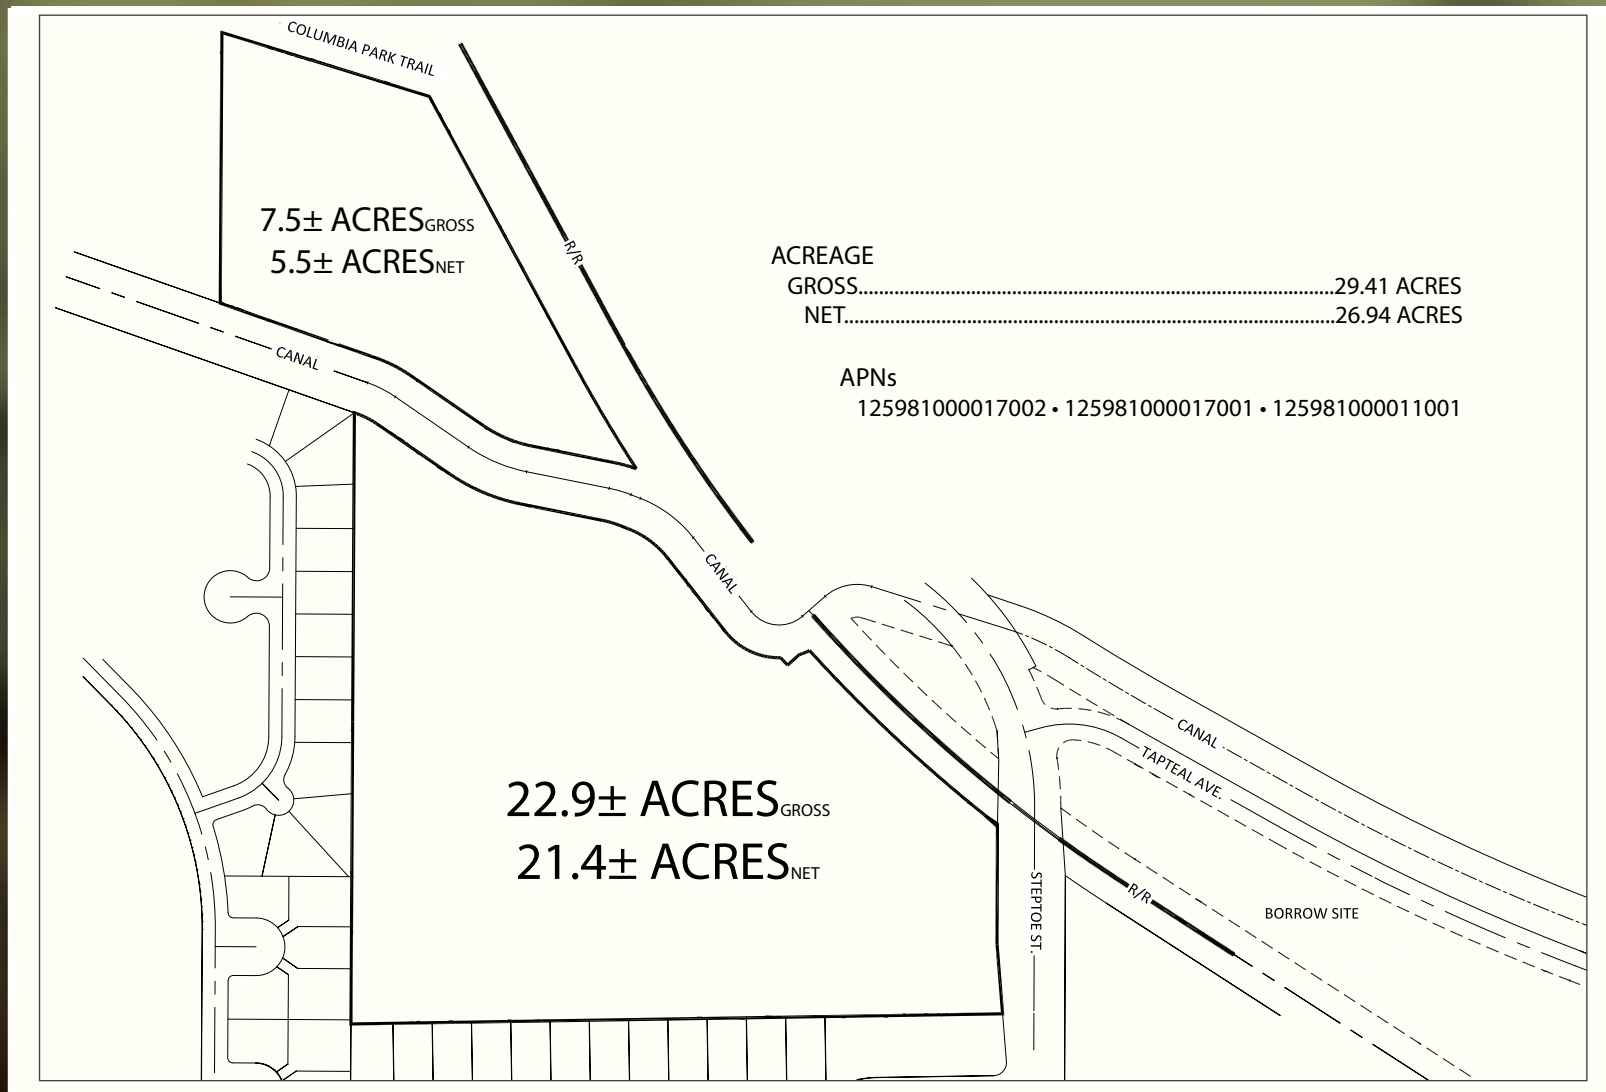 COLUMBIA PARK TRAIL
7.5± ACRESGROSS
5.5± ACRESNET
R/R
ACREAGE
GROSS..............................................................................................29.41 ACRES
NET.................................................................................................26.94 ACRES
CANAL
APNs
125981000017002 • 125981000017001 • 125981000011001
CANAL
CANAL
TAPTEAL AVE.
22.9± ACRESGROSS
21.4± ACRESNET
STEPTOE ST.
R/R
BORROW SITE